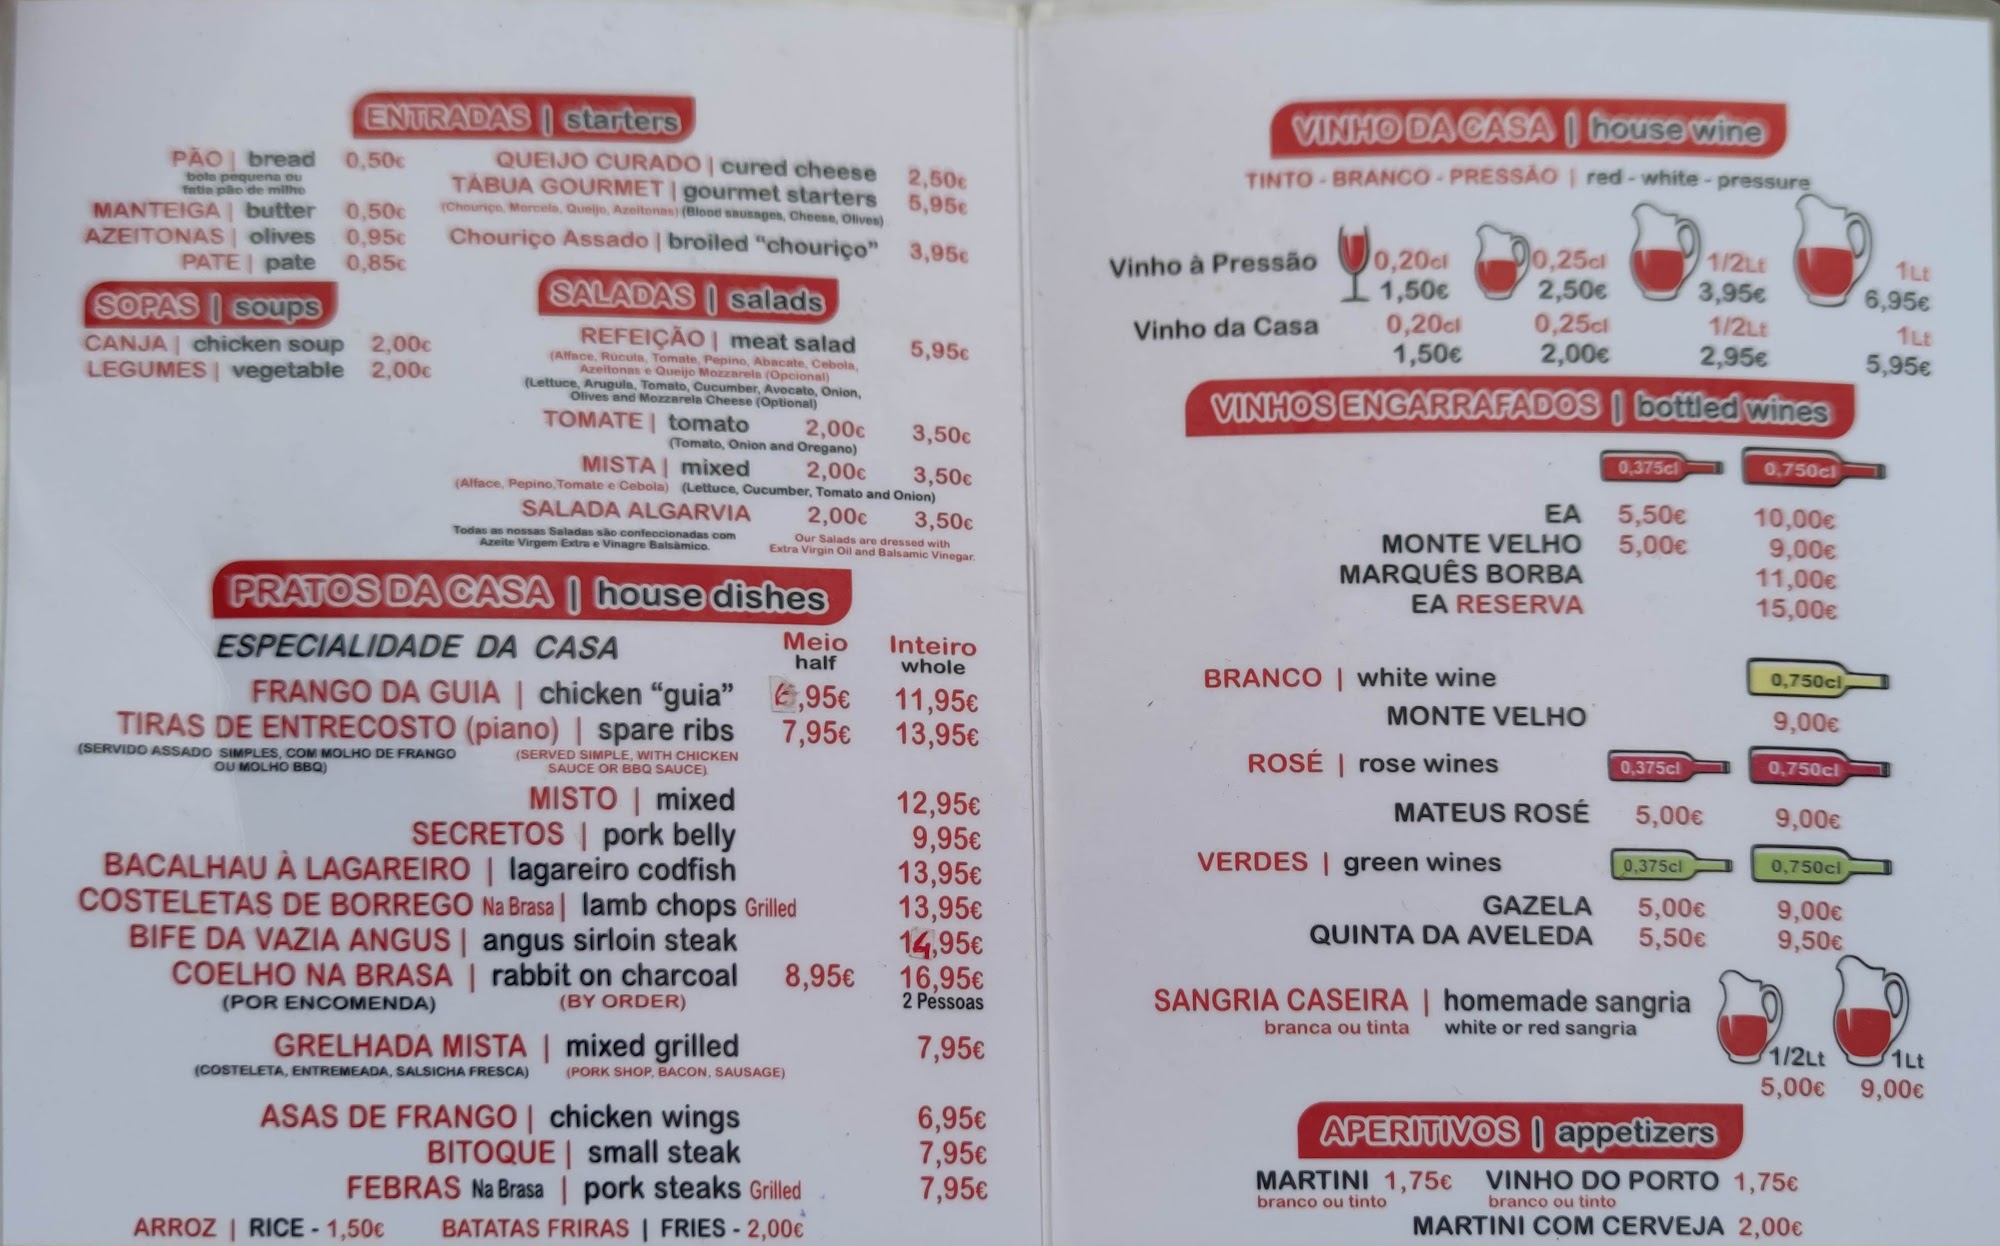 ENTRADAS | starters
PÃO | bread 0,50€
bola pequena ou
fatia pão de milho
MANTEIGA | butter 0,50€
AZEITONAS | olives 0,95€
PATE | pate 0,85€
QUEIJO CURADO | cured cheese 2,50€
TÁBUA GOURMET | gourmet starters 5,95€
(Chouriço, Morcela, Queijo, Azeitonas) (Blood sausages, Cheese, Olives)
Chouriço Assado | broiled "chouriço" 3,95€
SOPAS | soups
CANJA | chicken soup 2,00€
LEGUMES | vegetable 2,00€
SALADAS | salads
REFEIÇÃO | meat salad 5,95€
(Alface, Rúcula, Tomate, Pepino, Abacate, Cebola,
Azeitonas e Queijo Mozzarela (Opcional)
(Lettuce, Arugula, Tomato, Cucumber, Avocato, Onion,
Olives and Mozzarela Cheese (Optional)
TOMATE | tomato 2,00€ 3,50€
(Tomato, Onion and Oregano)
MISTA | mixed 2,00€ 3,50€
(Alface, Pepino,Tomate e Cebola) (Lettuce, Cucumber, Tomato and Onion)
SALADA ALGARVIA 2,00€ 3,50€
Todas as nossas Saladas são confeccionadas com
Azeite Virgem Extra e Vinagre Balsâmico.
Our Salads are dressed with
Extra Virgin Oil and Balsamic Vinegar.
PRATOS DA CASA | house dishes
ESPECIALIDADE DA CASA Meio Inteiro
half whole
FRANGO DA GUIA | chicken "guia" 6,95€ 11,95€
TIRAS DE ENTRECOSTO (piano) | spare ribs 7,95€ 13,95€
(SERVIDO ASSADO SIMPLES, COM MOLHO DE FRANGO
OU MOLHO BBQ)
(SERVED SIMPLE, WITH CHICKEN
SAUCE OR BBQ SAUCE)
MISTO | mixed 12,95€
SECRETOS | pork belly 9,95€
BACALHAU À LAGAREIRO | lagareiro codfish 13,95€
COSTELETAS DE BORREGO Na Brasa | lamb chops Grilled 13,95€
BIFE DA VAZIA ANGUS | angus sirloin steak 14,95€
COELHO NA BRASA | rabbit on charcoal 8,95€ 16,95€
(POR ENCOMENDA) (BY ORDER) 2 Pessoas
GRELHADA MISTA | mixed grilled 7,95€
(COSTELETA, ENTREMEADA, SALSICHA FRESCA) (PORK SHOP, BACON, SAUSAGE)
ASAS DE FRANGO | chicken wings 6,95€
BITOQUE | small steak 7,95€
FEBRAS Na Brasa | pork steaks Grilled 7,95€
ARROZ | RICE - 1,50€ BATATAS FRIRAS | FRIES - 2,00€
VINHO DA CASA | house wine
TINTO - BRANCO - PRESSÃO | red - white - pressure
Vinho à Pressão 0,20cl 0,25cl 1/2Lt 1Lt
1,50€ 2,50€ 3,95€ 6,95€
Vinho da Casa 0,20cl 0,25cl 1/2Lt 1Lt
1,50€ 2,00€ 2,95€ 5,95€
VINHOS ENGARRAFADOS | bottled wines
0,375cl 0,750cl
EA 5,50€ 10,00€
MONTE VELHO 5,00€ 9,00€
MARQUÊS BORBA 11,00€
EA RESERVA 15,00€
BRANCO | white wine 0,750cl
MONTE VELHO 9,00€
ROSÉ | rose wines 0,375cl 0,750cl
MATEUS ROSÉ 5,00€ 9,00€
VERDES | green wines 0,375cl 0,750cl
GAZELA 5,00€ 9,00€
QUINTA DA AVELEDA 5,50€ 9,50€
SANGRIA CASEIRA | homemade sangria
branca ou tinta white or red sangria
1/2Lt 1Lt
5,00€ 9,00€
APERITIVOS | appetizers
MARTINI 1,75€ VINHO DO PORTO 1,75€
branco ou tinto branco ou tinto
MARTINI COM CERVEJA 2,00€